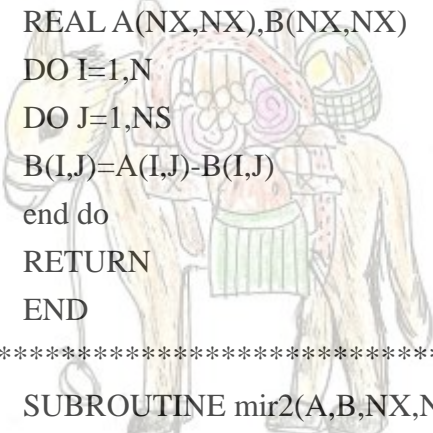 REAL A(NX,NX),B(NX,NX)
DO I=1,N
DO J=1,NS
B(I,J)=A(I,J)-B(I,J)
end do
RETURN
END
******************************
SUBROUTINE mir2(A,B,NX,N